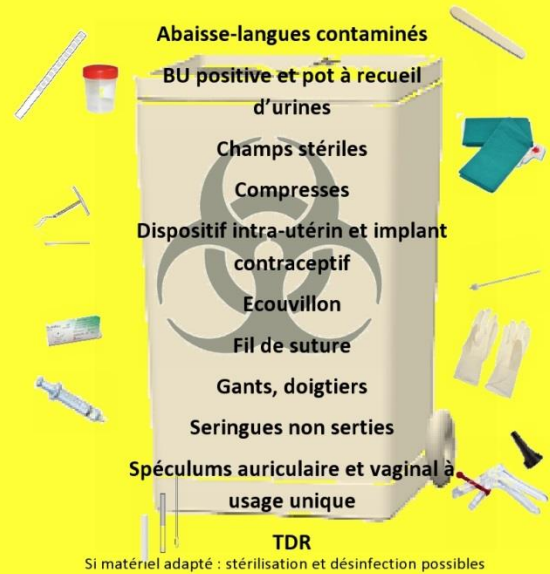 Abaisse-langues contaminés
BU positive et pot à recueil
d'urines
Champs stériles
Compresses
Dispositif intra-utérin et implant
contraceptif
Ecouvillon
Fil de suture
Gants, doigtiers
Seringues non serties
Spéculums auriculaire et vaginal à
usage unique
TDR
Si matériel adapté : stérilisation et désinfection possibles